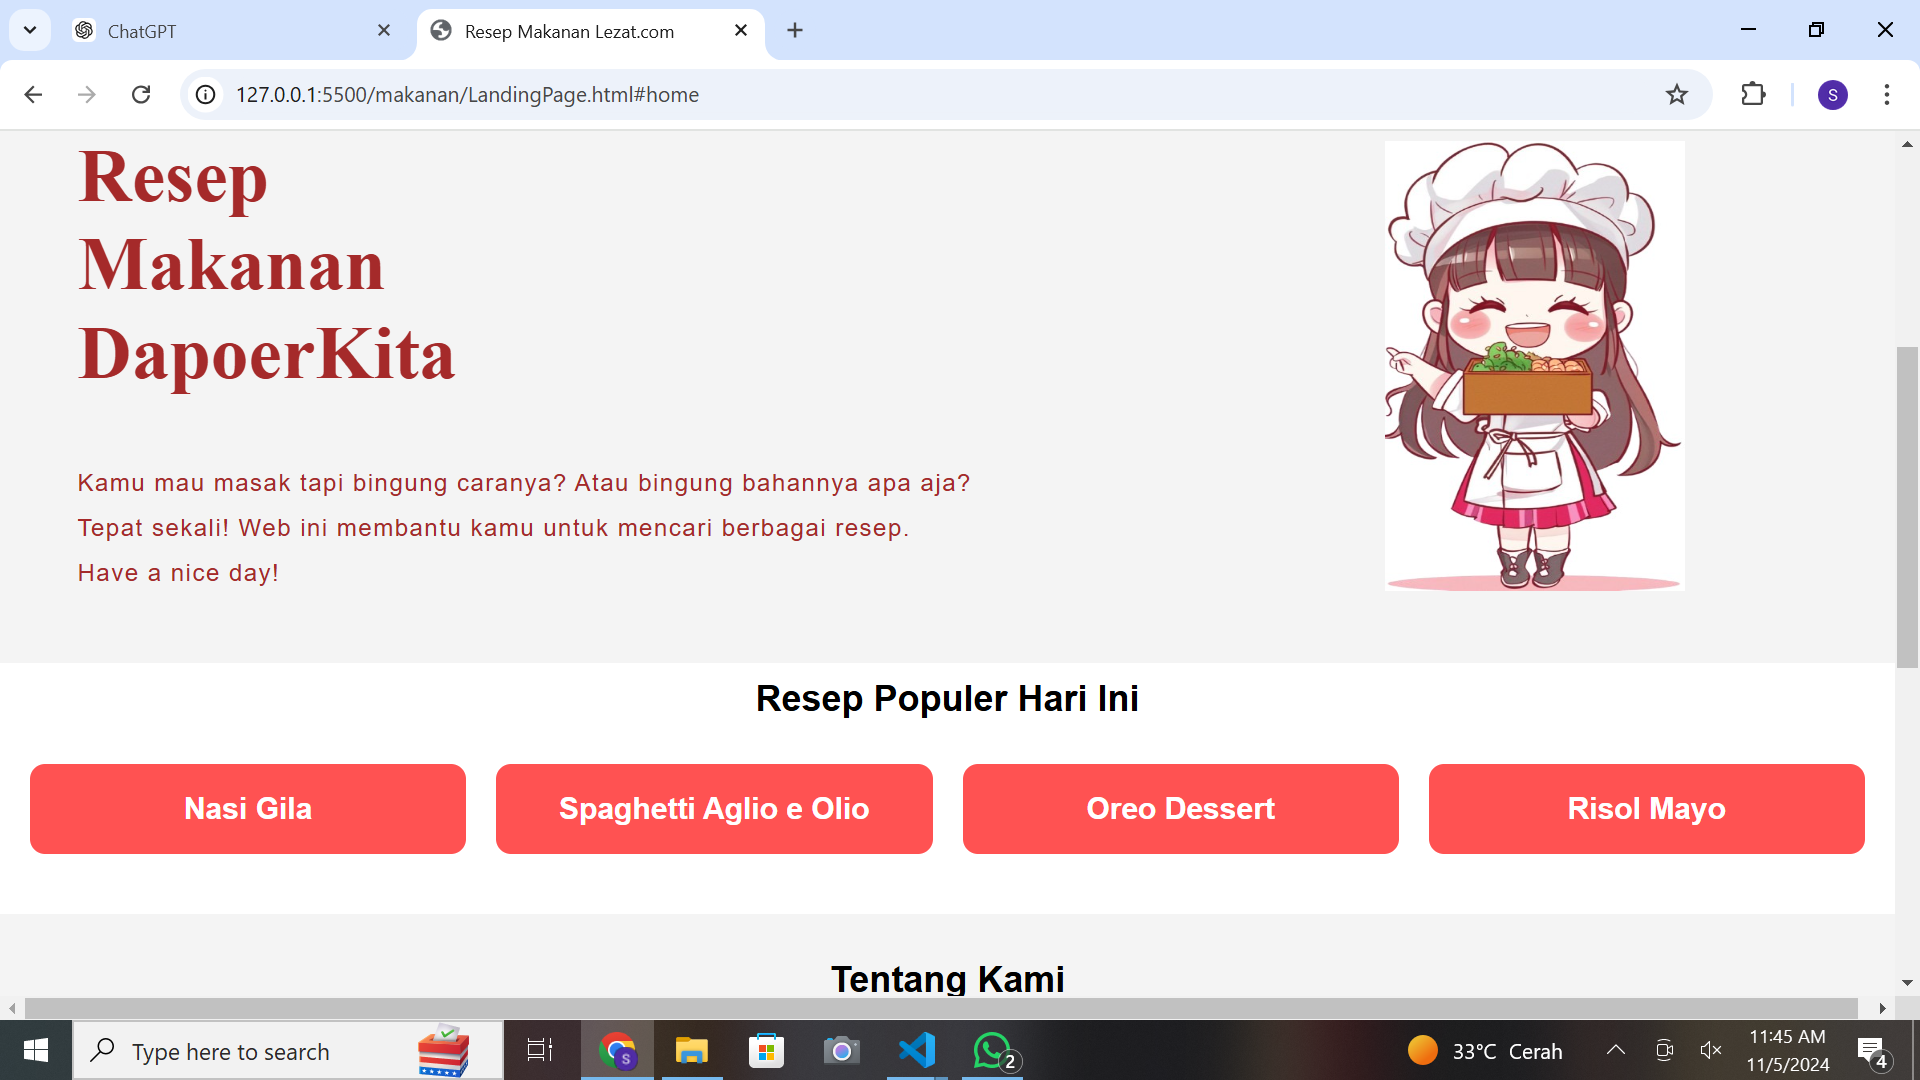 ChatGPT
Resep Makanan Lezat.com
127.0.0.1:5500/makanan/LandingPage.html#home
S
Resep
Makanan
DapoerKita
Kamu mau masak tapi bingung caranya? Atau bingung bahannya apa aja?
Tepat sekali! Web ini membantu kamu untuk mencari berbagai resep.
Have a nice day!
Resep Populer Hari Ini
Nasi Gila
Spaghetti Aglio e Olio
Oreo Dessert
Risol Mayo
Tentang Kami
Type here to search
S
2
33°C Cerah
11:45 AM
11/5/2024
4